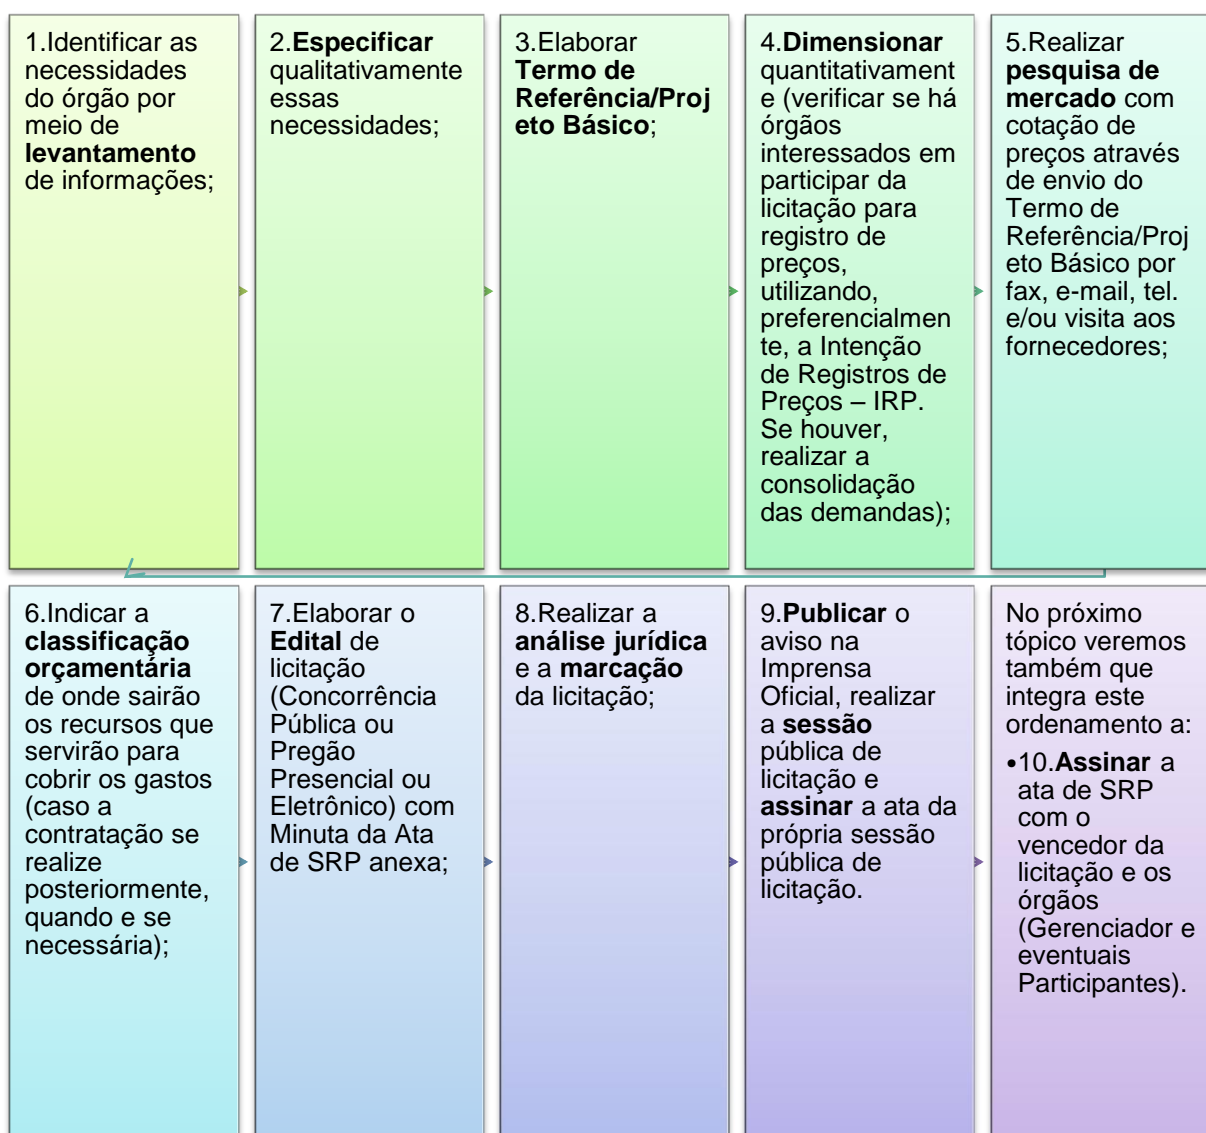 1.Identificar as
necessidades
do órgão por
meio de
levantamento
de informações;
2.Especificar
qualitativamente
essas
necessidades;
3.Elaborar
Termo de
Referência/Proj
eto Básico;
4.Dimensionar
quantitativament
e (verificar se há
órgãos
interessados em
participar da
licitação para
registro de
preços,
utilizando,
preferencialmen
te, a Intenção
de Registros de
Preços – IRP.
Se houver,
realizar a
consolidação
das demandas);
5.Realizar
pesquisa de
mercado com
cotação de
preços através
de envio do
Termo de
Referência/Proj
eto Básico por
fax, e-mail, tel.
e/ou visita aos
fornecedores;
6.Indicar a
classificação
orçamentária
de onde sairão
os recursos que
servirão para
cobrir os gastos
(caso a
contratação se
realize
posteriormente,
quando e se
necessária);
7.Elaborar o
Edital de
licitação
(Concorrência
Pública ou
Pregão
Presencial ou
Eletrônico) com
Minuta da Ata
de SRP anexa;
8.Realizar a
análise jurídica
e a marcação
da licitação;
9.Publicar o
aviso na
Imprensa
Oficial, realizar
a sessão
pública de
licitação e
assinar a ata da
própria sessão
pública de
licitação.
No próximo
tópico veremos
também que
integra este
ordenamento a:
•10.Assinar a
ata de SRP
com o
vencedor da
licitação e os
órgãos
(Gerenciador e
eventuais
Participantes).